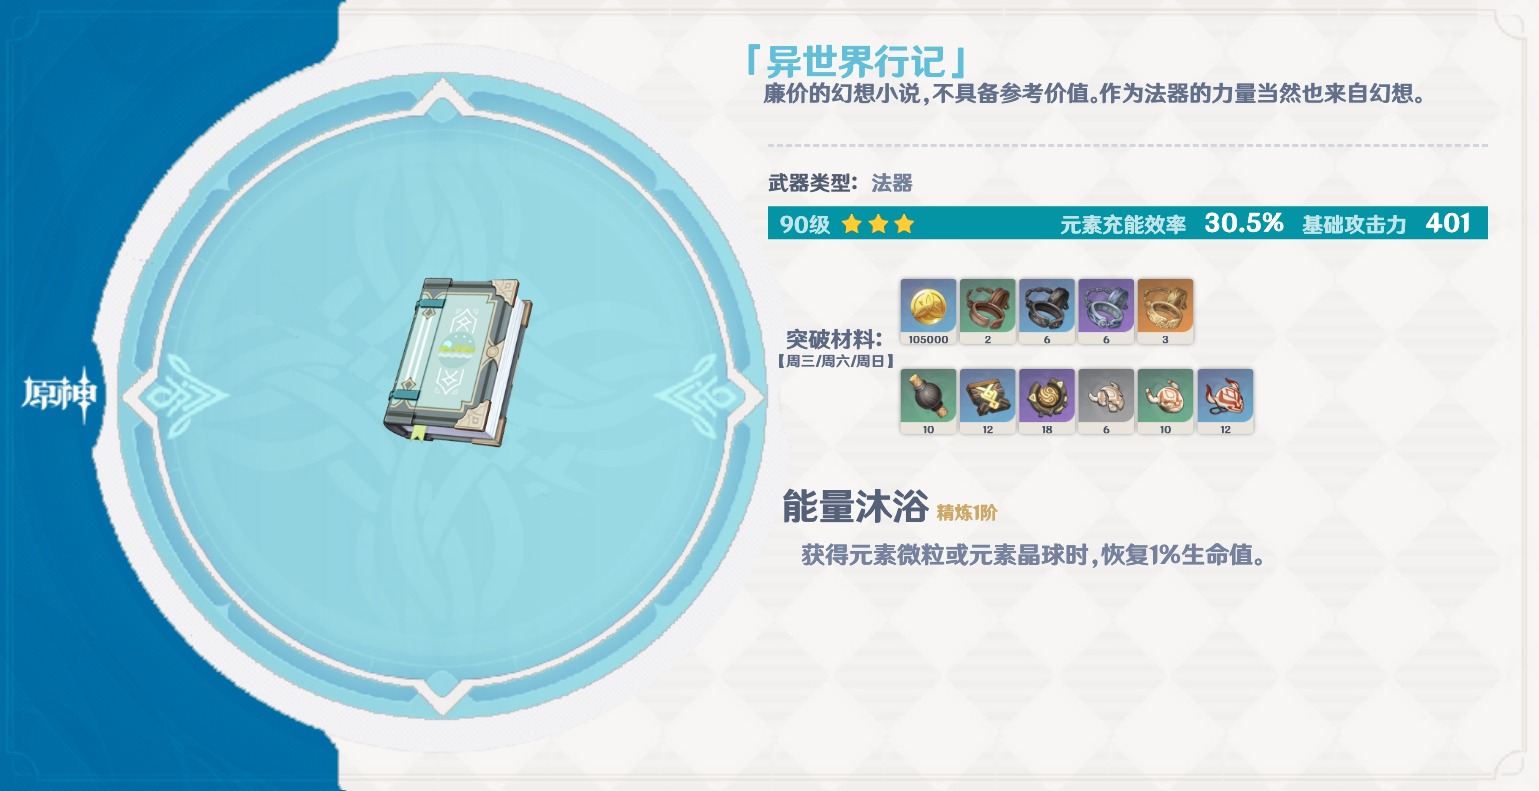 「异世界行记」
廉价的幻想小说,不具备参考价值。作为法器的力量当然也来自幻想。
武器类型: 法器
90级 元素充能效率 30.5% 基础攻击力 401
105000 2 6 6 3
突破材料:
【周三/周六/周日】
原神
10 12 18 6 10 12
能量沐浴 精炼1阶
获得元素微粒或元素晶球时,恢复1%生命值。